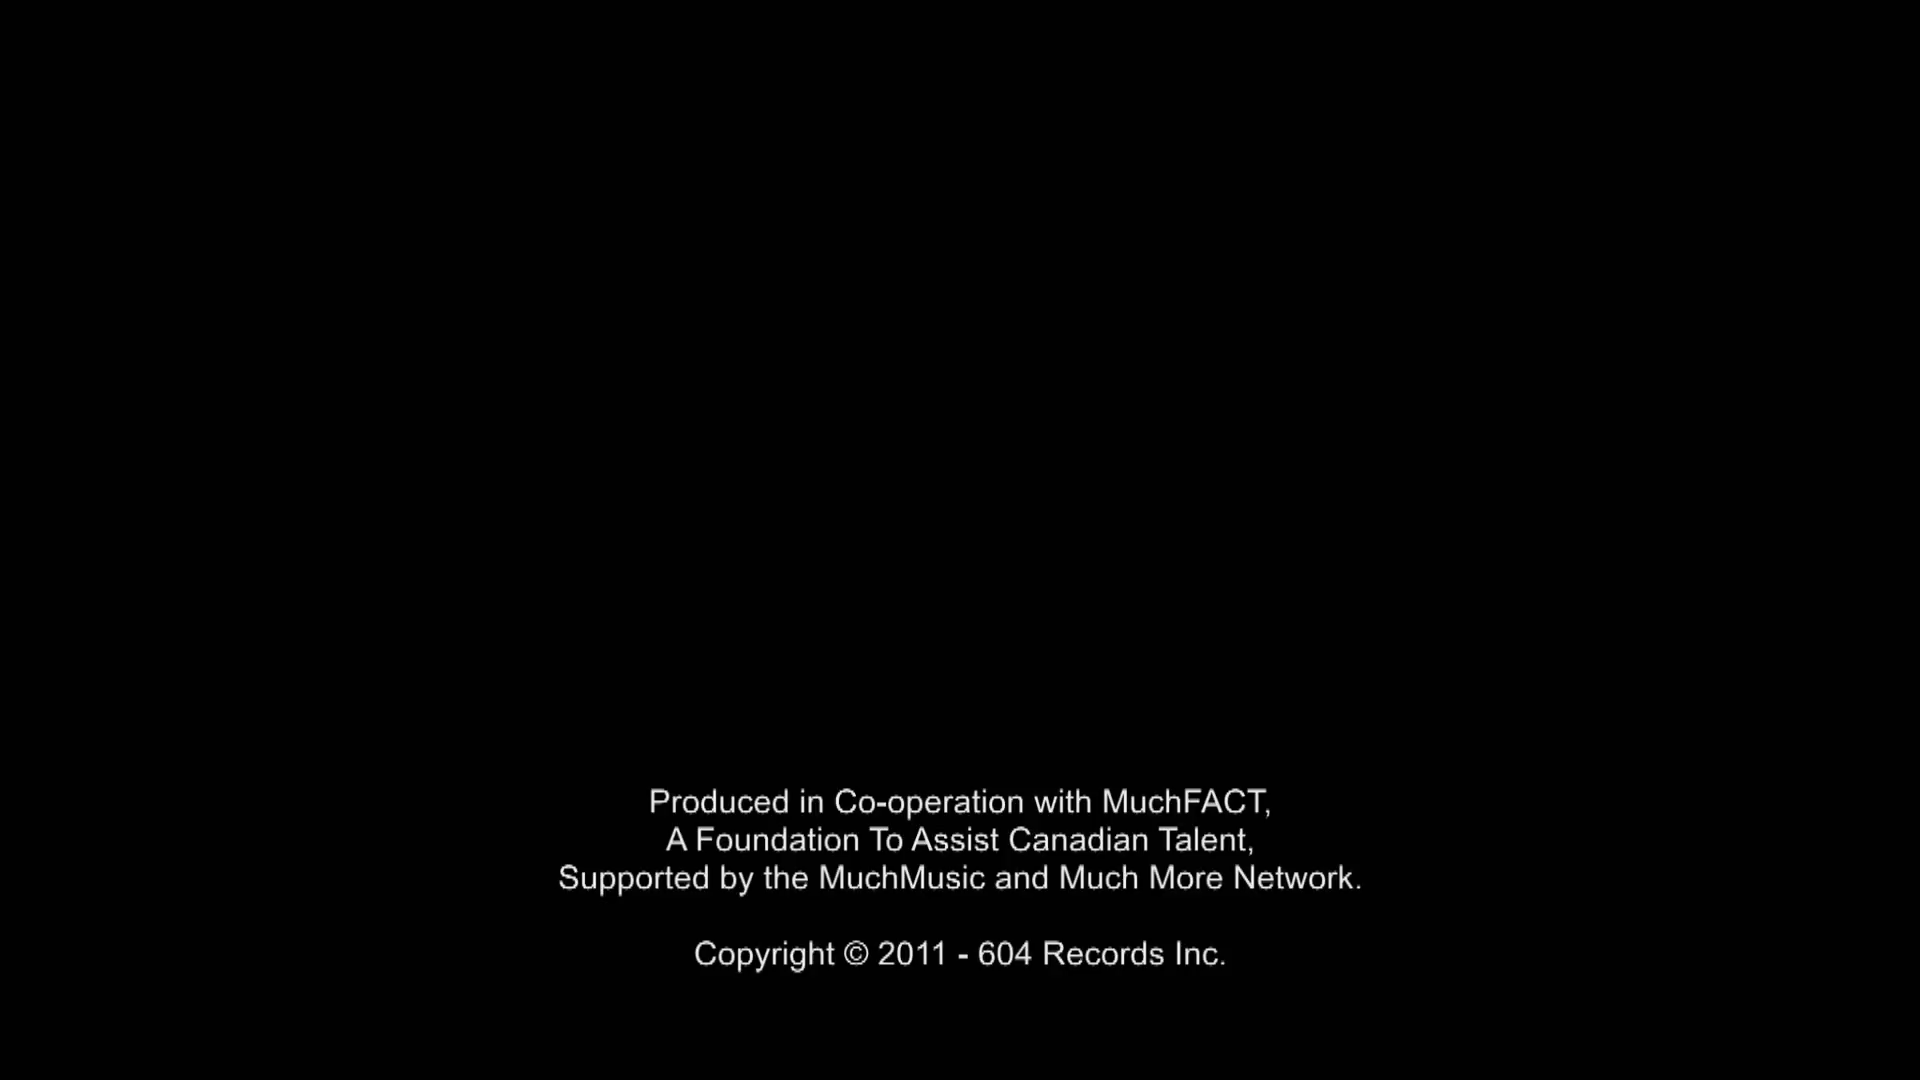 Produced in Co-operation with MuchFACT,
A Foundation To Assist Canadian Talent,
Supported by the MuchMusic and Much More Network.
Copyright © 2011 - 604 Records Inc.